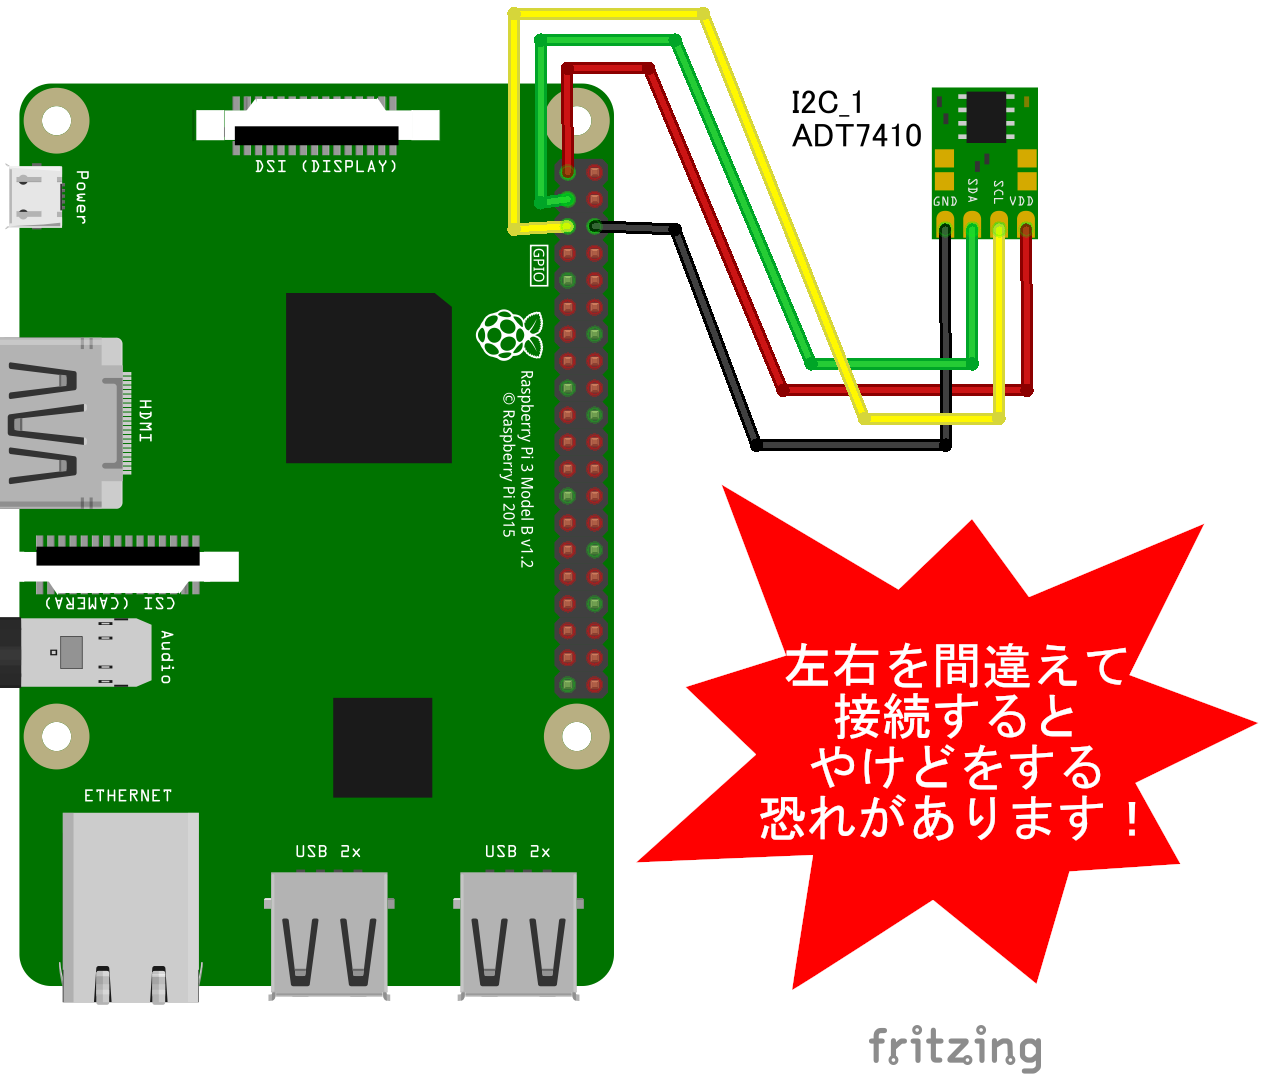 I2C_1
ADT7410
DSI (DISPLAY)
Power
GND
SDA
SCL
VDD
GPIO
HDMI
Raspberry Pi 3 Model B v1.2
© Raspberry Pi 2015
CSI (CAMERA)
Audio
左右を間違えて
接続すると
やけどをする
恐れがあります！
ETHERNET
USB 2x
USB 2x
fritzing